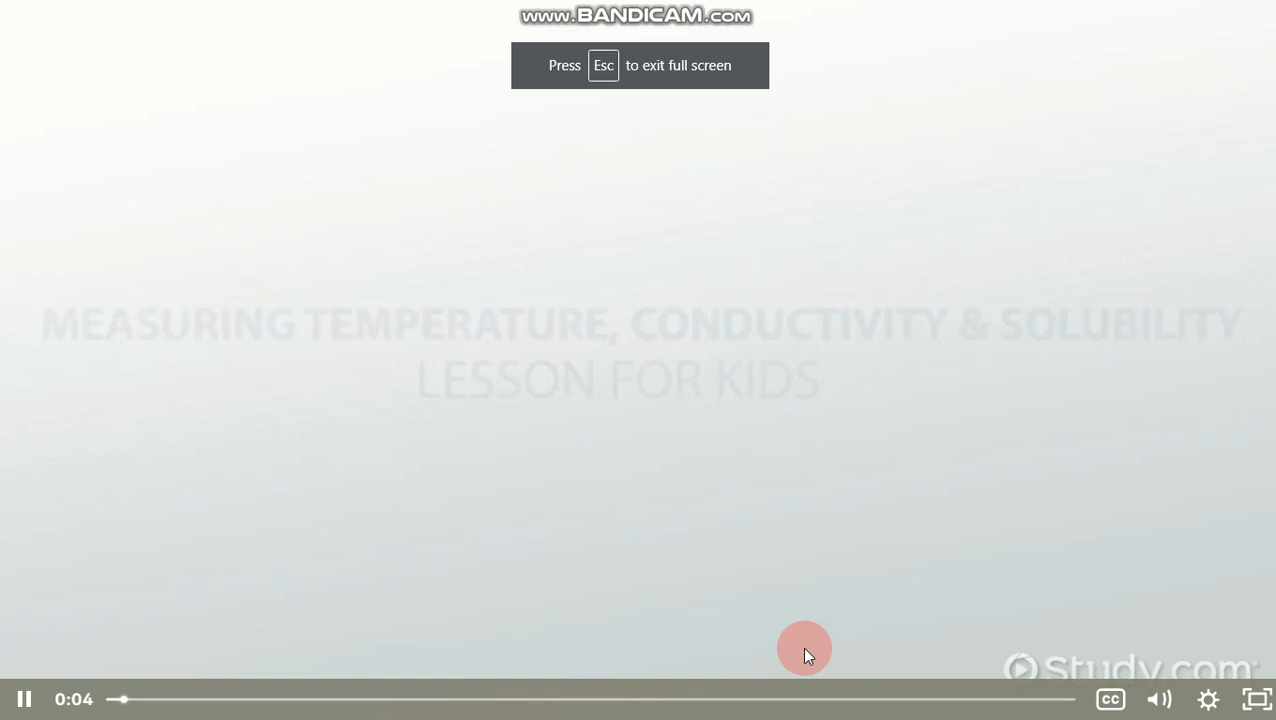 www.BANDICAM.com
Press Esc to exit full screen
MEASURING TEMPERATURE, CONDUCTIVITY & SOLUBILITY
LESSON FOR KIDS
Study.com
0:04
CC